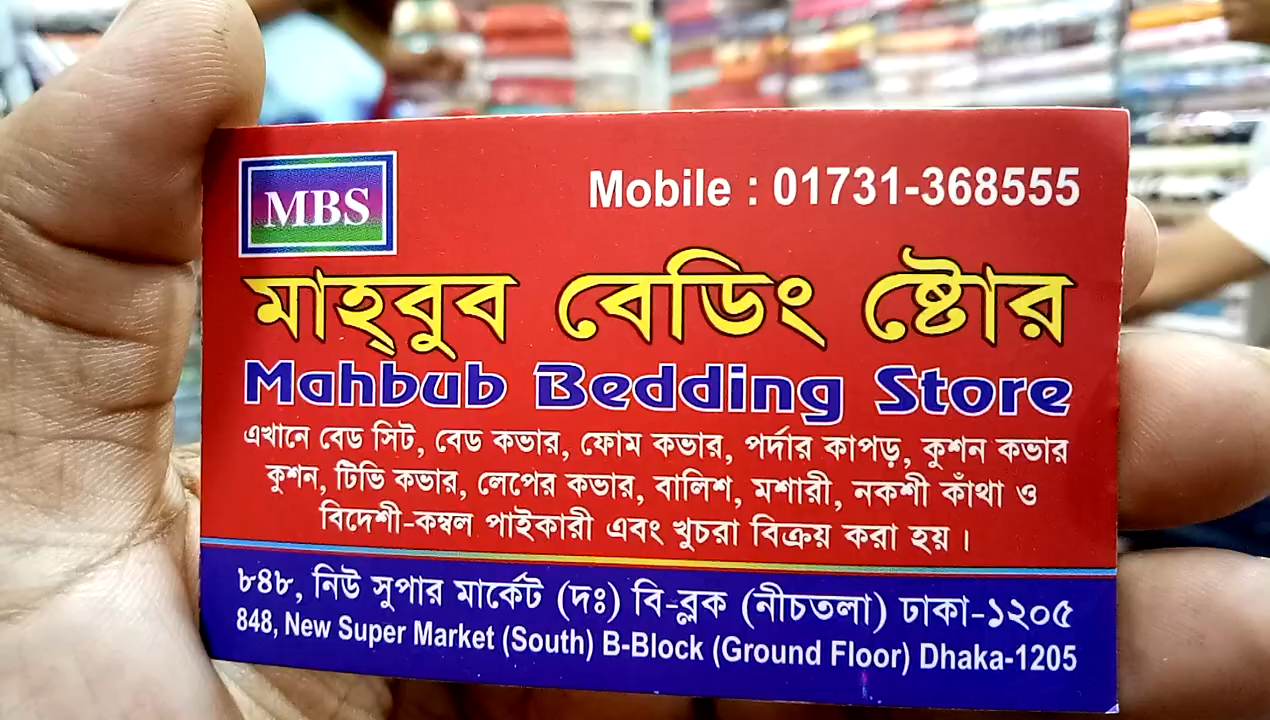 MBS
Mobile : 01731-368555
মাহ্‌বুব বেডিং ষ্টোর
Mahbub Bedding Store
এখানে বেড সিট, বেড কভার, ফোম কভার, পর্দার কাপড়, কুশন কভার
কুশন, টিভি কভার, লেপের কভার, বালিশ, মশারী, নকশী কাঁথা ও
বিদেশী-কম্বল পাইকারী এবং খুচরা বিক্রয় করা হয়।
৮৪৮, নিউ সুপার মার্কেট (দঃ) বি-ব্লক (নীচতলা) ঢাকা-১২০৫
848, New Super Market (South) B-Block (Ground Floor) Dhaka-1205